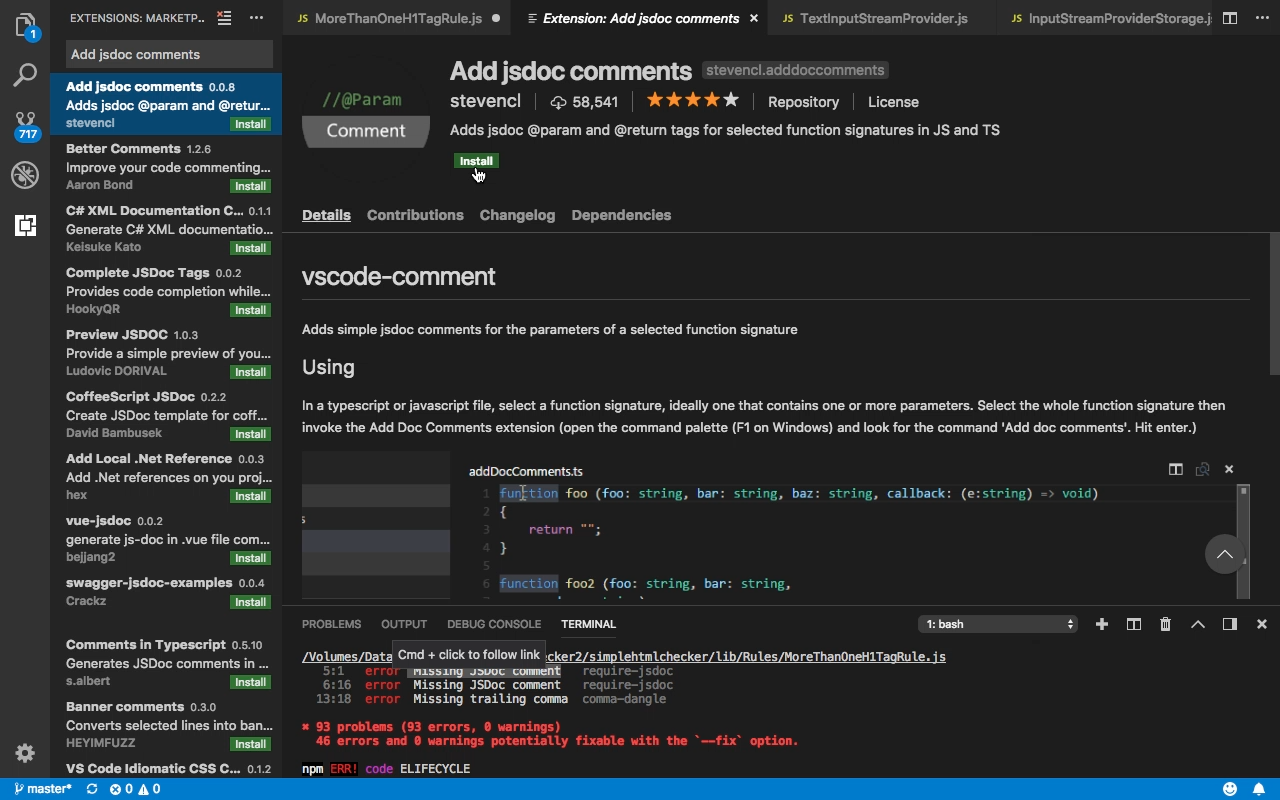 EXTENSIONS: MARKETP...
JS MoreThanOneH1TagRule.js
Extension: Add jsdoc comments
JS TextInputStreamProvider.js
JS InputStreamProviderStorage.j
1
717
Add jsdoc comments
Add jsdoc comments 0.0.8
Adds jsdoc @param and @retur...
stevencl Install
Better Comments 1.2.6
Improve your code commenting...
Aaron Bond Install
C# XML Documentation C... 0.1.1
Generate C# XML documentatio...
Keisuke Kato Install
Complete JSDoc Tags 0.0.2
Provides code completion while...
HookyQR Install
Preview JSDOC 1.0.3
Provide a simple preview of you...
Ludovic DORIVAL Install
CoffeeScript JSDoc 0.2.2
Create JSDoc template for coff...
David Bambusek Install
Add Local .Net Reference 0.0.3
Add .Net references on you proj...
hex Install
vue-jsdoc 0.0.2
generate js-doc in .vue file com...
bejjang2 Install
swagger-jsdoc-examples 0.0.4
Crackz Install
Comments in Typescript 0.5.10
Generates JSDoc comments in ...
s.albert Install
Banner comments 0.3.0
Converts selected lines into ban...
HEYIMFUZZ Install
VS Code Idiomatic CSS C... 0.1.2
//@Param
Comment
Add jsdoc comments stevencl.adddoccomments
stevencl 58,541 Repository License
Adds jsdoc @param and @return tags for selected function signatures in JS and TS
Install
Details Contributions Changelog Dependencies
vscode-comment
Adds simple jsdoc comments for the parameters of a selected function signature
Using
In a typescript or javascript file, select a function signature, ideally one that contains one or more parameters. Select the whole function signature then
invoke the Add Doc Comments extension (open the command palette (F1 on Windows) and look for the command 'Add doc comments'. Hit enter.)
addDocComments.ts
s
1 function foo (foo: string, bar: string, baz: string, callback: (e:string) => void)
2 {
3 return "";
4 }
5
6 function foo2 (foo: string, bar: string,
PROBLEMS OUTPUT DEBUG CONSOLE TERMINAL 1: bash
Cmd + click to follow link
/Volumes/Data cker2/simplehtmlchecker/lib/Rules/MoreThanOneH1TagRule.js
5:1 error Missing JSDoc comment require-jsdoc
6:16 error Missing JSDoc comment require-jsdoc
13:18 error Missing trailing comma comma-dangle
✖ 93 problems (93 errors, 0 warnings)
46 errors and 0 warnings potentially fixable with the `--fix` option.
npm ERR! code ELIFECYCLE
master* 0 0